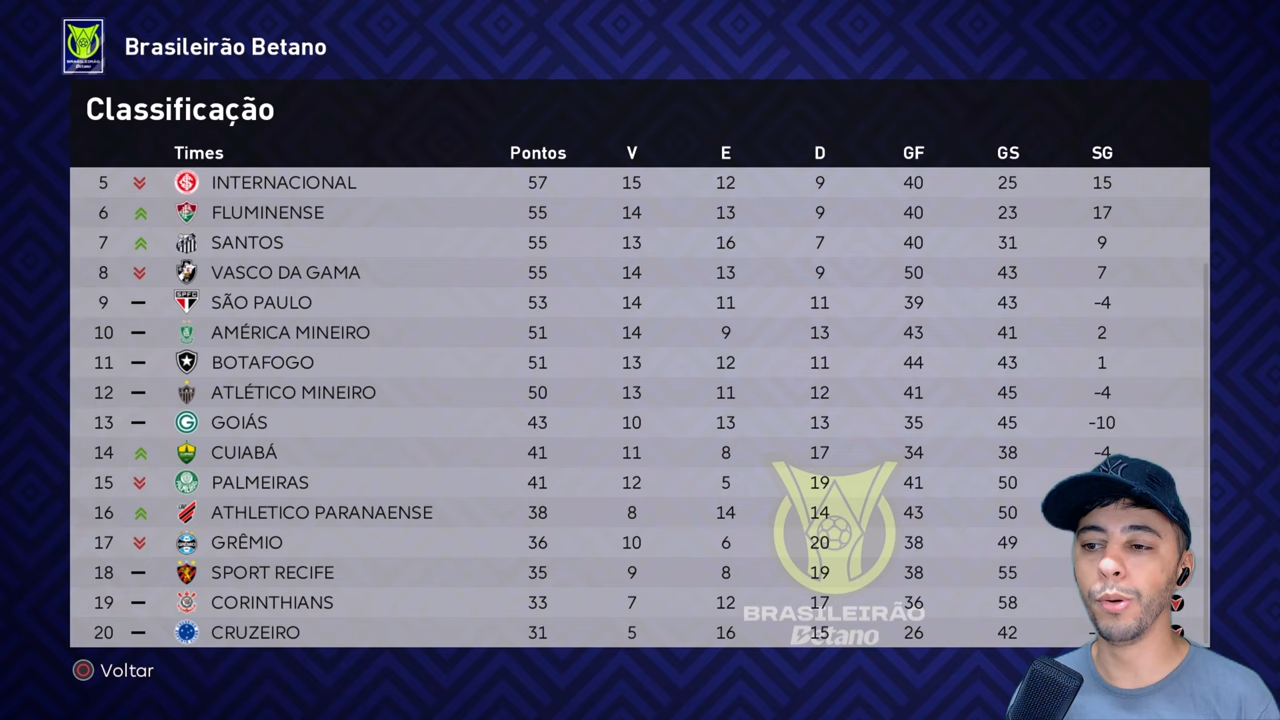 Brasileirão Betano
Classificação
Times Pontos V E D GF GS SG
5 INTERNACIONAL 57 15 12 9 40 25 15
6 FLUMINENSE 55 14 13 9 40 23 17
7 SANTOS 55 13 16 7 40 31 9
8 VASCO DA GAMA 55 14 13 9 50 43 7
9 SÃO PAULO 53 14 11 11 39 43 -4
10 AMÉRICA MINEIRO 51 14 9 13 43 41 2
11 BOTAFOGO 51 13 12 11 44 43 1
12 ATLÉTICO MINEIRO 50 13 11 12 41 45 -4
13 GOIÁS 43 10 13 13 35 45 -10
14 CUIABÁ 41 11 8 17 34 38 -4
15 PALMEIRAS 41 12 5 19 41 50
16 ATHLETICO PARANAENSE 38 8 14 14 43 50
17 GRÊMIO 36 10 6 20 38 49
18 SPORT RECIFE 35 9 8 19 38 55
19 CORINTHIANS 33 7 12 17 36 58
20 CRUZEIRO 31 5 16 15 26 42
BRASILEIRÃO
Betano
Voltar